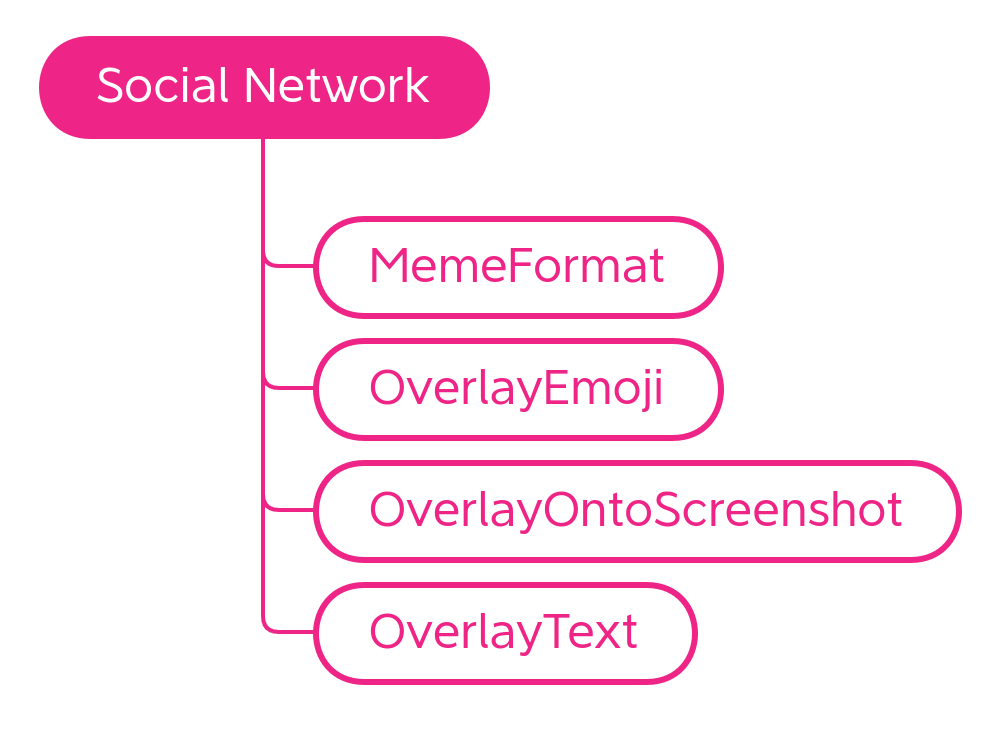 Social Network
MemeFormat
OverlayEmoji
OverlayOntoScreenshot
OverlayText